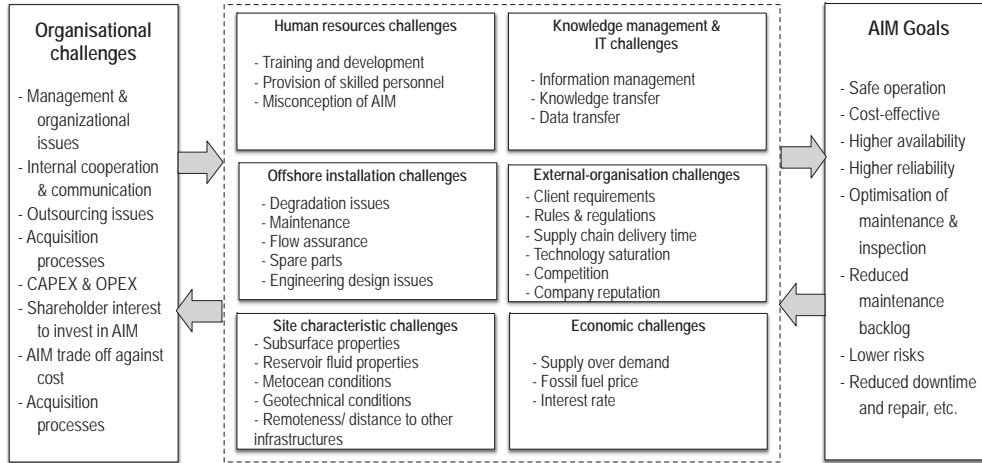 Organisational
challenges
- Management &
organizational
issues
- Internal cooperation
& communication
- Outsourcing issues
- Acquisition
processes
- CAPEX & OPEX
- Shareholder interest
to invest in AIM
- AIM trade off against
cost
- Acquisition
processes
Human resources challenges
- Training and development
- Provision of skilled personnel
- Misconception of AIM
Knowledge management &
IT challenges
- Information management
- Knowledge transfer
- Data transfer
Offshore installation challenges
- Degradation issues
- Maintenance
- Flow assurance
- Spare parts
- Engineering design issues
External-organisation challenges
- Client requirements
- Rules & regulations
- Supply chain delivery time
- Technology saturation
- Competition
- Company reputation
Site characteristic challenges
- Subsurface properties
- Reservoir fluid properties
- Metocean conditions
- Geotechnical conditions
- Remoteness/ distance to other
infrastructures
Economic challenges
- Supply over demand
- Fossil fuel price
- Interest rate
AIM Goals
- Safe operation
- Cost-effective
- Higher availability
- Higher reliability
- Optimisation of
maintenance &
inspection
- Reduced
maintenance
backlog
- Lower risks
- Reduced downtime
and repair, etc.